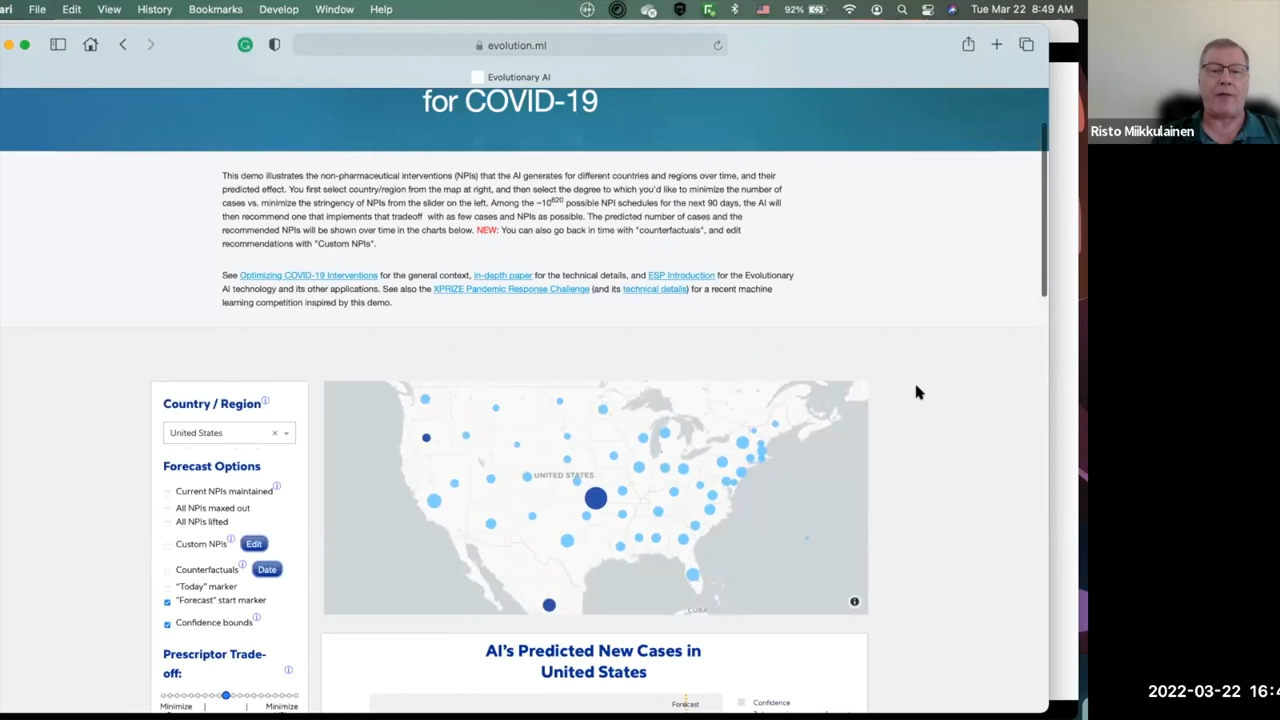 ari File Edit View History Bookmarks Develop Window Help 92% Tue Mar 22 8:49 AM
evolution.ml
Evolutionary AI
for COVID-19
This demo illustrates the non-pharmaceutical interventions (NPIs) that the AI generates for different countries and regions over time, and their
predicted effect. You first select country/region from the map at right, and then select the degree to which you'd like to minimize the number of
cases vs. minimize the stringency of NPIs from the slider on the left. Among the ~10⁶²⁰ possible NPI schedules for the next 90 days, the AI will
then recommend one that implements that tradeoff with as few cases and NPIs as possible. The predicted number of cases and the
recommended NPIs will be shown over time in the charts below. NEW: You can also go back in time with "counterfactuals", and edit
recommendations with "Custom NPIs".
See Optimizing COVID-19 Interventions for the general context, in-depth paper for the technical details, and ESP Introduction for the Evolutionary
AI technology and its other applications. See also the XPRIZE Pandemic Response Challenge (and its technical details) for a recent machine
learning competition inspired by this demo.
Country / Region
United States
Forecast Options
Current NPIs maintained
All NPIs maxed out
All NPIs lifted
Custom NPIs Edit
Counterfactuals Date
"Today" marker
"Forecast" start marker
Confidence bounds
Prescriptor Trade-
off:
Minimize Minimize
UNITED STATES
CUBA
AI's Predicted New Cases in
United States
Forecast
Confidence
Risto Miikkulainen
2022-03-22 16:4